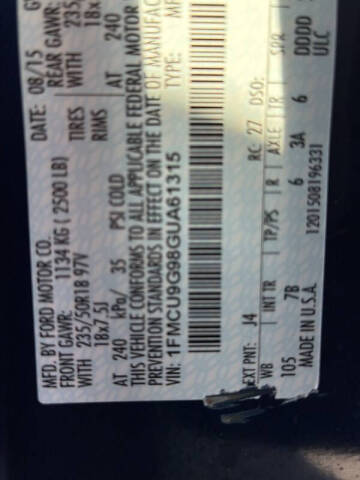 MFD. BY FORD MOTOR CO.
DATE: 08/15
FRONT GAWR: 1134 KG (2500 LB)
REAR GAWR:
WITH 235/50R18 97V TIRES WITH 235
18x7.5J RIMS 18x
AT 240 kPa/ 35 PSI COLD AT 240
THIS VEHICLE CONFORMS TO ALL APPLICABLE FEDERAL MOTOR
PREVENTION STANDARDS IN EFFECT ON THE DATE OF MANUFAC
VIN: 1FMCU9G98GUA61315 TYPE:
EXT PNT: J4 RC: 27 DSO:
WB INT TR TP/PS R AXLE TR SPR
105 7B 6 3A 6 DDDD
MADE IN U.S.A. 1201508196331 ULC